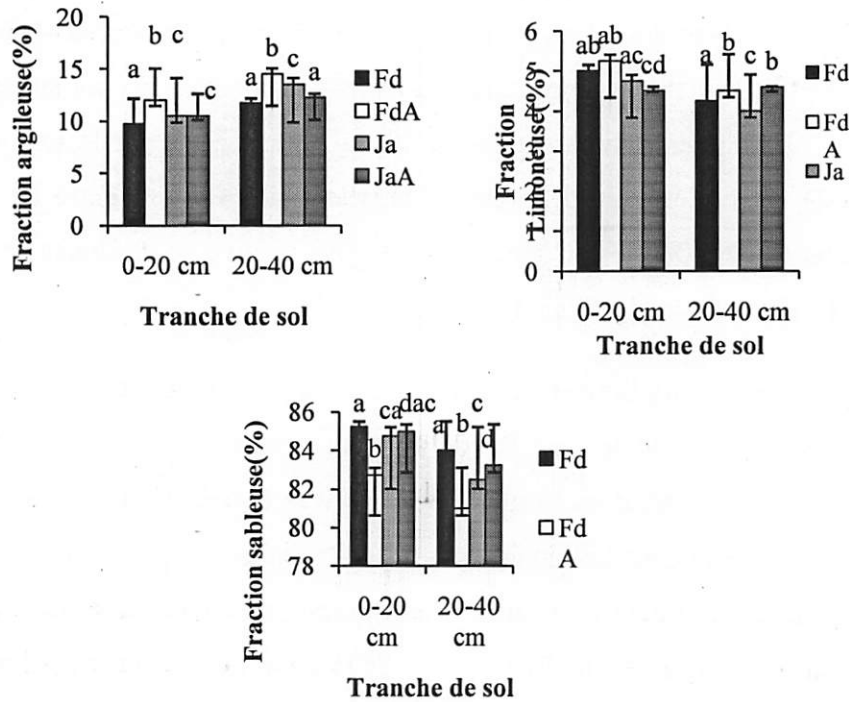 Fraction argileuse(%)
20
15
10
5
0
a b c c
a b c a
0-20 cm 20-40 cm
Tranche de sol
Fd
FdA
Ja
JaA
Fraction
Limoneuse(%)
6
5
4
3
2
1
0
ab ab ac cd
a b c b
0-20 cm 20-40 cm
Tranche de sol
Fd
Fd
A
Ja
Fraction sableuse(%)
86
84
82
80
78
a b ca dac
a b c d
0-20 20-40
cm cm
Tranche de sol
Fd
Fd
A